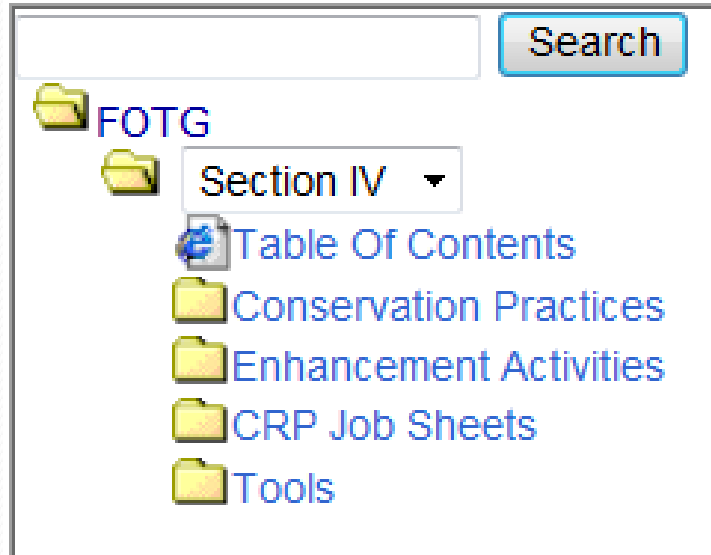 Search
FOTG
Section IV
Table Of Contents
Conservation Practices
Enhancement Activities
CRP Job Sheets
Tools